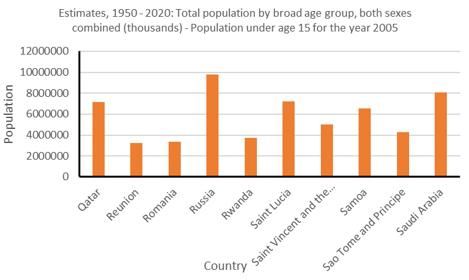 Estimates, 1950 - 2020: Total population by broad age group, both sexes
combined (thousands) - Population under age 15 for the year 2005
12000000
10000000
8000000
6000000
4000000
2000000
0
Population
Qatar
Reunion
Romania
Russia
Rwanda
Saint Lucia
Saint Vincent and the...
Samoa
Sao Tome and Principe
Saudi Arabia
Country